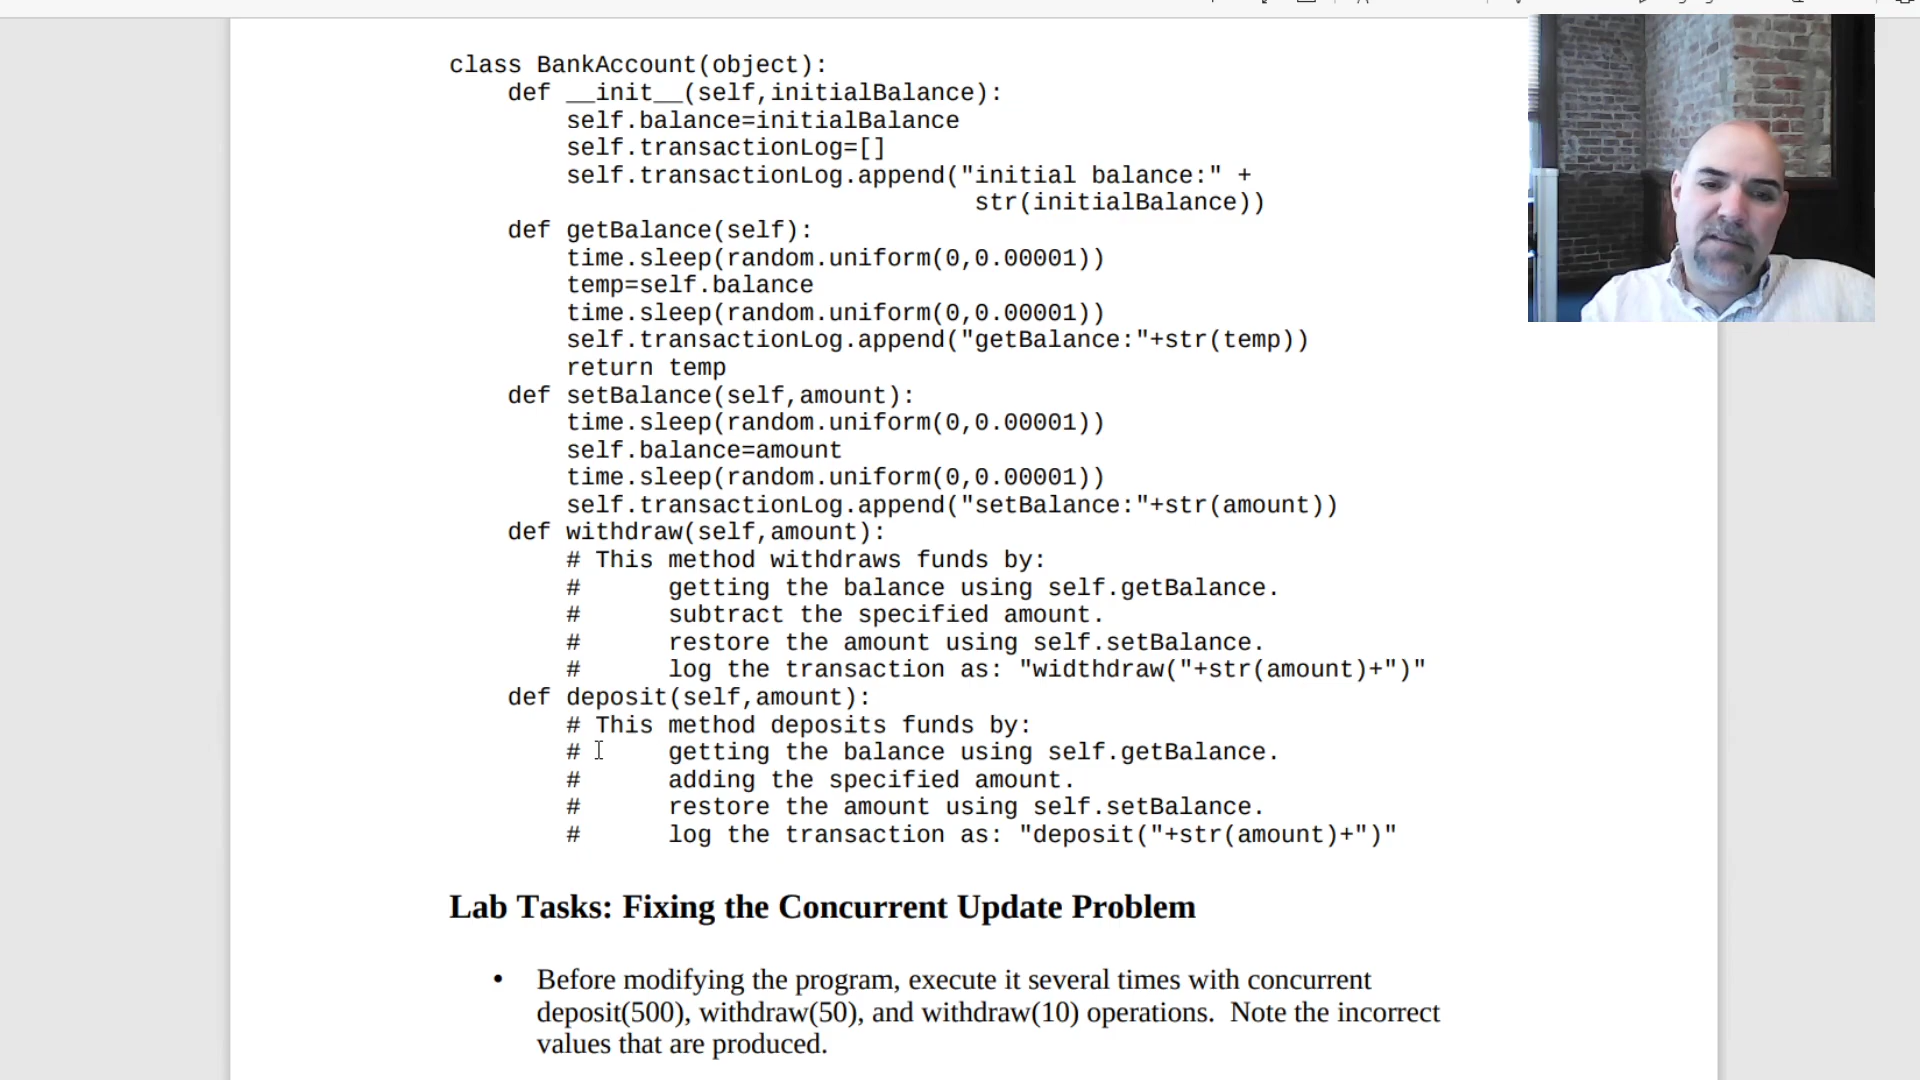 class BankAccount(object):
    def __init__(self,initialBalance):
        self.balance=initialBalance
        self.transactionLog=[]
        self.transactionLog.append("initial balance:" +
                                    str(initialBalance))
    def getBalance(self):
        time.sleep(random.uniform(0,0.00001))
        temp=self.balance
        time.sleep(random.uniform(0,0.00001))
        self.transactionLog.append("getBalance:"+str(temp))
        return temp
    def setBalance(self,amount):
        time.sleep(random.uniform(0,0.00001))
        self.balance=amount
        time.sleep(random.uniform(0,0.00001))
        self.transactionLog.append("setBalance:"+str(amount))
    def withdraw(self,amount):
        # This method withdraws funds by:
        #      getting the balance using self.getBalance.
        #      subtract the specified amount.
        #      restore the amount using self.setBalance.
        #      log the transaction as: "widthdraw("+str(amount)+")"
    def deposit(self,amount):
        # This method deposits funds by:
        #      getting the balance using self.getBalance.
        #      adding the specified amount.
        #      restore the amount using self.setBalance.
        #      log the transaction as: "deposit("+str(amount)+")"
Lab Tasks: Fixing the Concurrent Update Problem
• Before modifying the program, execute it several times with concurrent
deposit(500), withdraw(50), and withdraw(10) operations.  Note the incorrect
values that are produced.